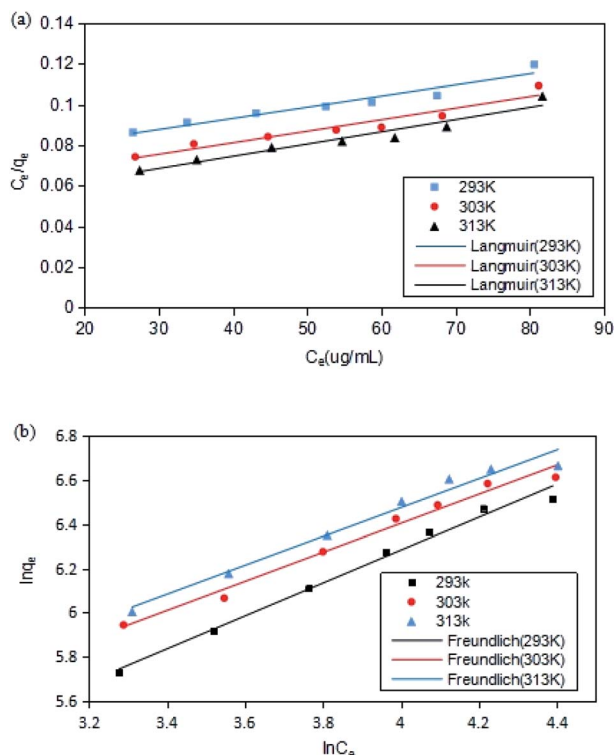 (a)
0.14
0.12
0.1
0.08
0.06
0.04
0.02
0
Ce/qe
293K
303K
313K
Langmuir(293K)
Langmuir(303K)
Langmuir(313K)
20 30 40 50 60 70 80 90
Ce(ug/mL)
(b)
6.8
6.6
6.4
6.2
6
5.8
5.6
lnqe
293k
303k
313k
Freundlich(293K)
Freundlich(303K)
Freundlich(313K)
3.2 3.4 3.6 3.8 4 4.2 4.4
lnCe